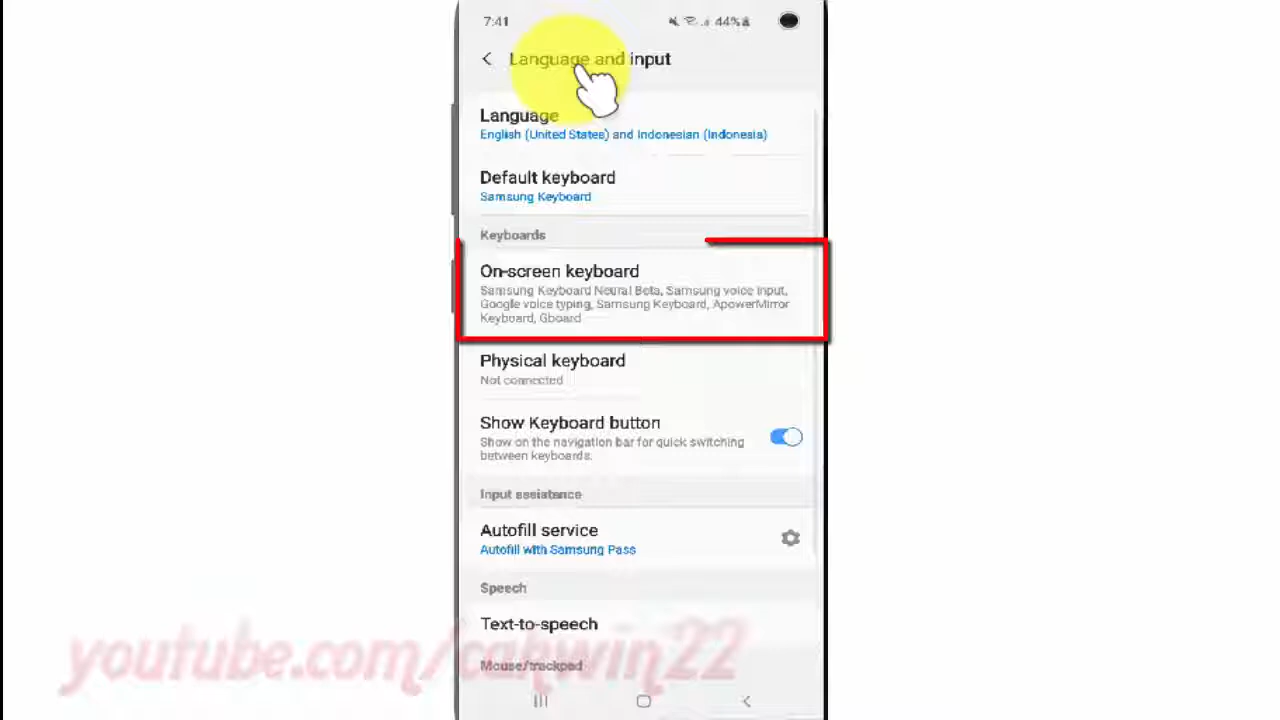 7:41
44%
Language and input
Language
English (United States) and Indonesian (Indonesia)
Default keyboard
Samsung Keyboard
Keyboards
On-screen keyboard
Samsung Keyboard Neural Beta, Samsung voice input,
Google voice typing, Samsung Keyboard, ApowerMirror
Keyboard, Gboard
Physical keyboard
Not connected
Show Keyboard button
Show on the navigation bar for quick switching
between keyboards.
Input assistance
Autofill service
Autofill with Samsung Pass
Speech
Text-to-speech
youtube.com/carwin22
Mouse/trackpad